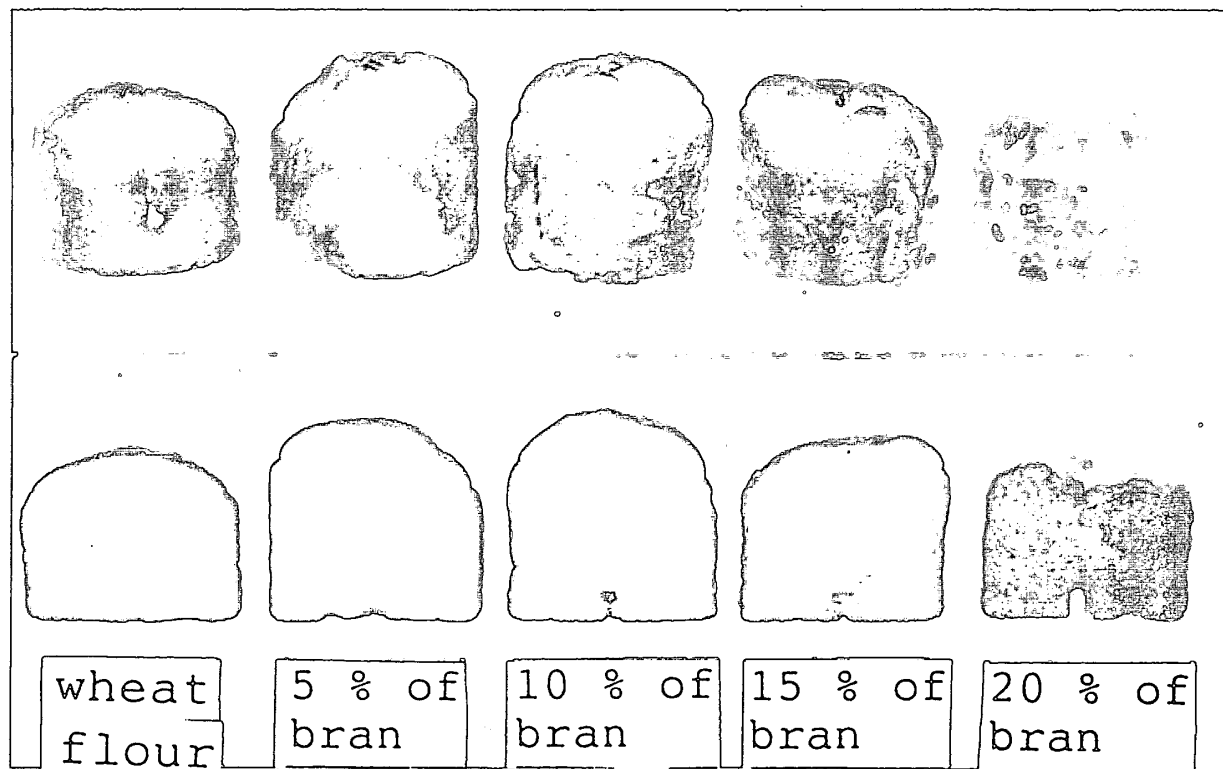 wheat
flour
5 % of
bran
10 % of
bran
15 % of
bran
20 % of
bran